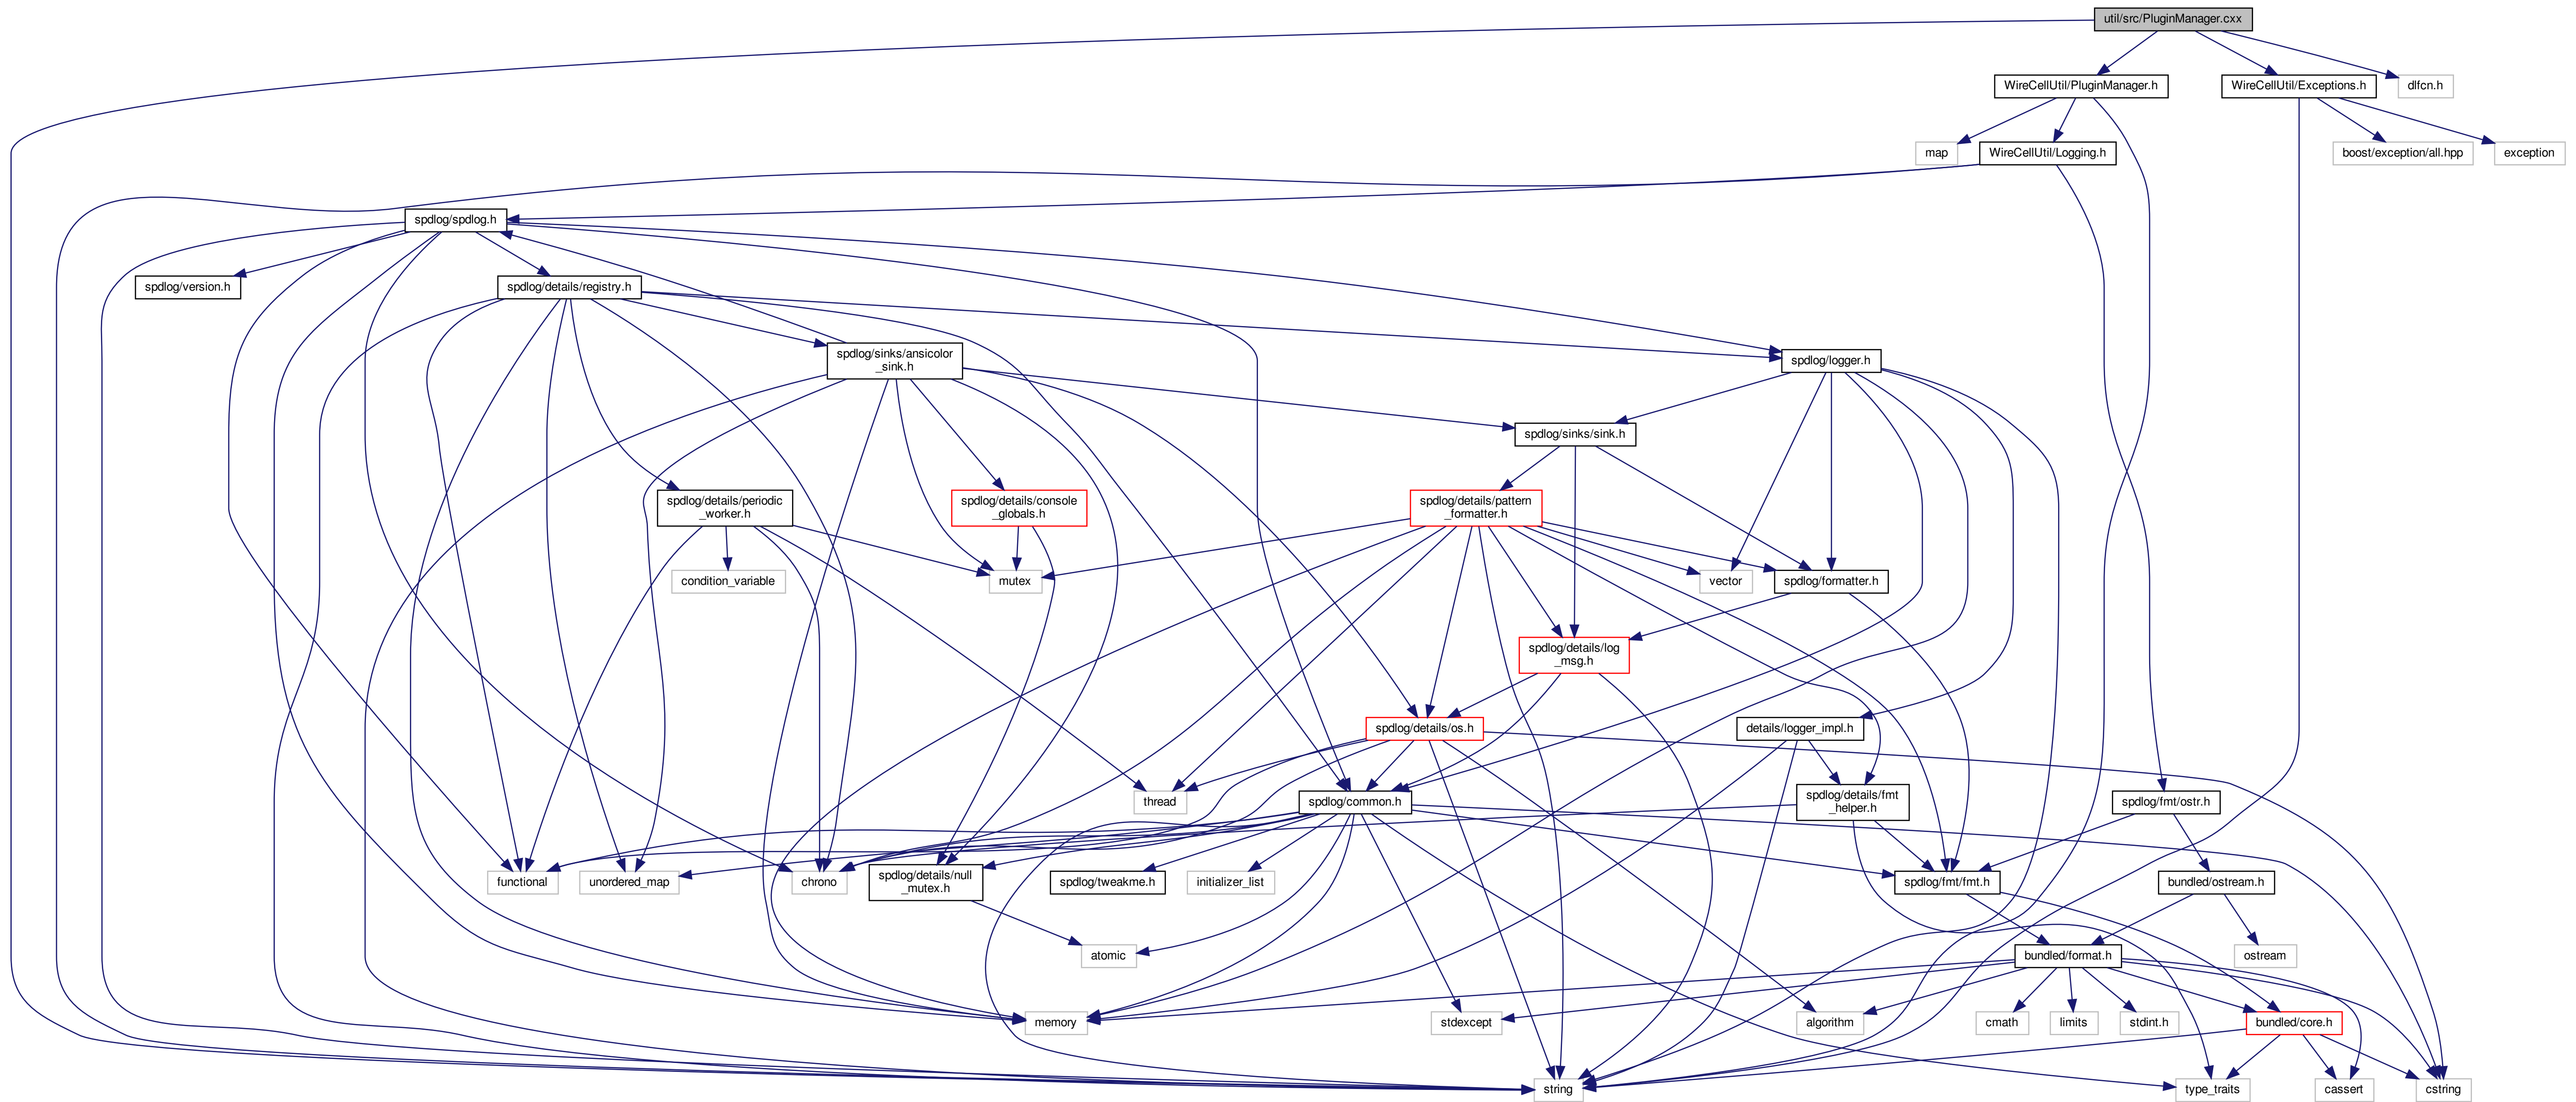 util/src/PluginManager.cxx
WireCellUtil/PluginManager.h
WireCellUtil/Exceptions.h
dlfcn.h
map
WireCellUtil/Logging.h
boost/exception/all.hpp
exception
spdlog/spdlog.h
spdlog/version.h
spdlog/details/registry.h
spdlog/sinks/ansicolor
_sink.h
spdlog/logger.h
spdlog/sinks/sink.h
spdlog/details/periodic
_worker.h
spdlog/details/console
_globals.h
spdlog/details/pattern
_formatter.h
condition_variable
mutex
vector
spdlog/formatter.h
spdlog/details/log
_msg.h
spdlog/details/os.h
details/logger_impl.h
thread
spdlog/common.h
spdlog/details/fmt
_helper.h
spdlog/fmt/ostr.h
functional
unordered_map
chrono
spdlog/details/null
_mutex.h
spdlog/tweakme.h
initializer_list
spdlog/fmt/fmt.h
bundled/ostream.h
atomic
bundled/format.h
ostream
memory
stdexcept
algorithm
cmath
limits
stdint.h
bundled/core.h
string
type_traits
cassert
cstring